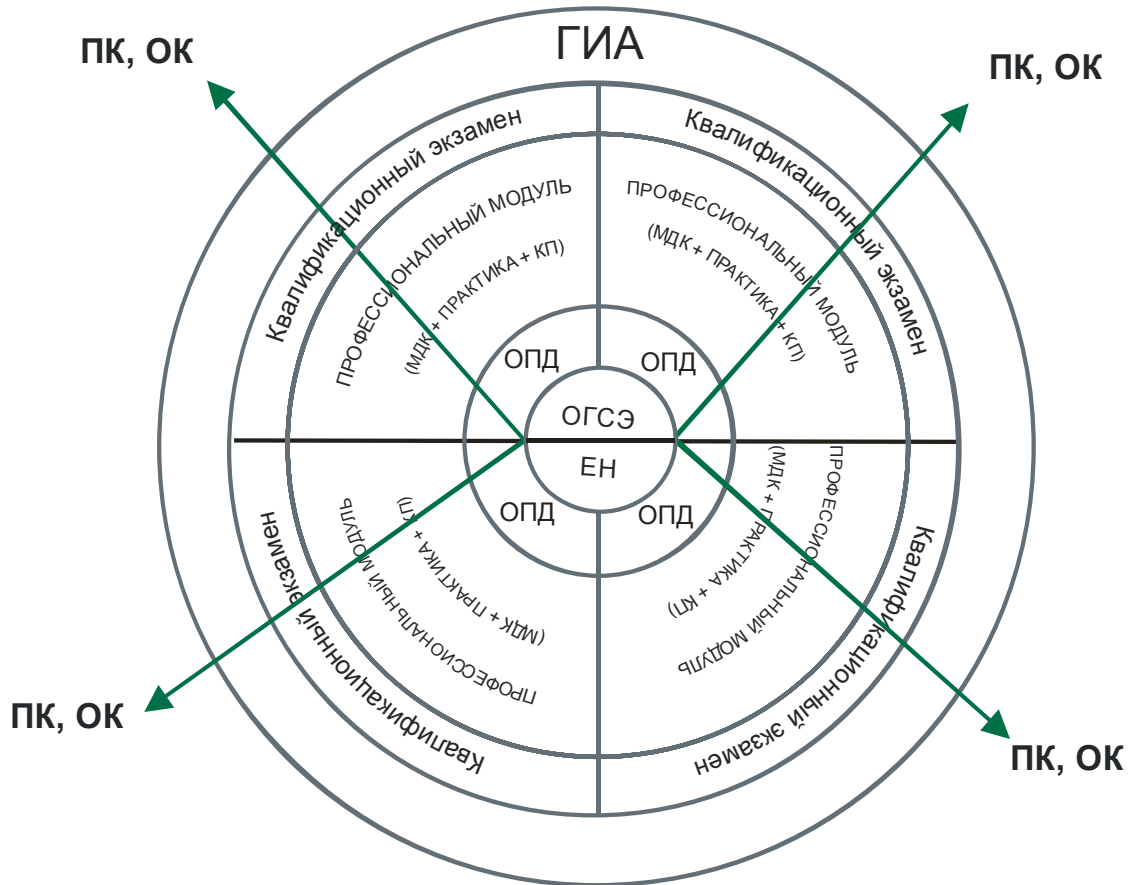 ГИА
ПК, ОК
ПК, ОК
Квалификационный экзамен
Квалификационный экзамен
ПРОФЕССИОНАЛЬНЫЙ МОДУЛЬ
(МДК + ПРАКТИКА + КП)
ПРОФЕССИОНАЛЬНЫЙ МОДУЛЬ
(МДК + ПРАКТИКА + КП)
ОПД
ОПД
ОГСЭ
ЕН
ОПД
ОПД
(МДК + ПРАКТИКА + КП)
ПРОФЕССИОНАЛЬНЫЙ МОДУЛЬ
(МДК + ПРАКТИКА + КП)
ПРОФЕССИОНАЛЬНЫЙ МОДУЛЬ
Квалификационный экзамен
Квалификационный экзамен
ПК, ОК
ПК, ОК